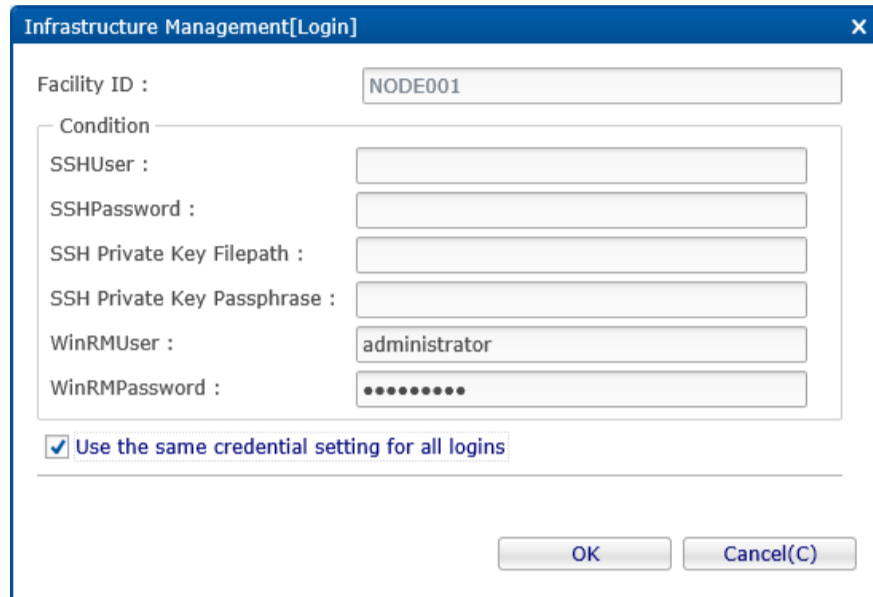 Infrastructure Management[Login]
Facility ID : NODE001
Condition
SSHUser :
SSHPassword :
SSH Private Key Filepath :
SSH Private Key Passphrase :
WinRMUser : administrator
WinRMPassword : •••••••••
Use the same credential setting for all logins
OK Cancel(C)